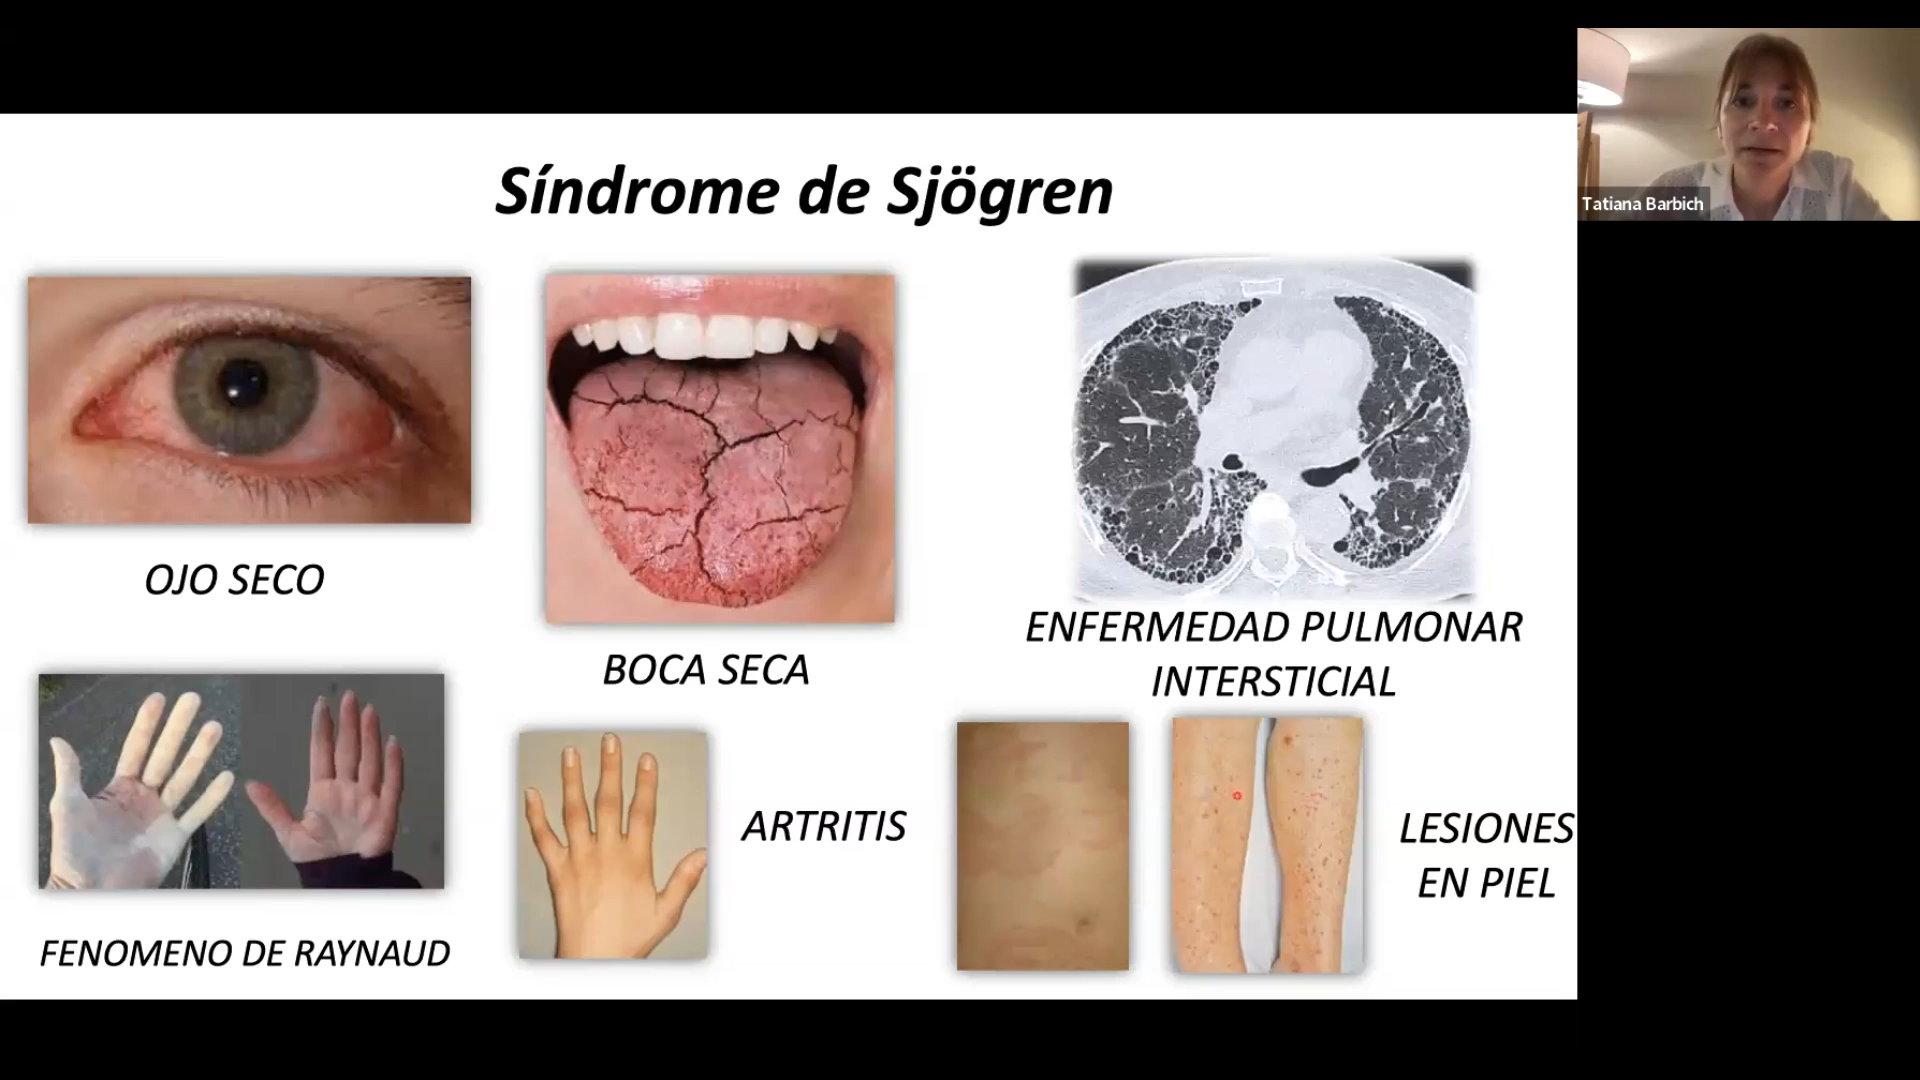 Síndrome de Sjögren
Tatiana Barbich
OJO SECO
BOCA SECA
ENFERMEDAD PULMONAR
INTERSTICIAL
FENOMENO DE RAYNAUD
ARTRITIS
LESIONES
EN PIEL